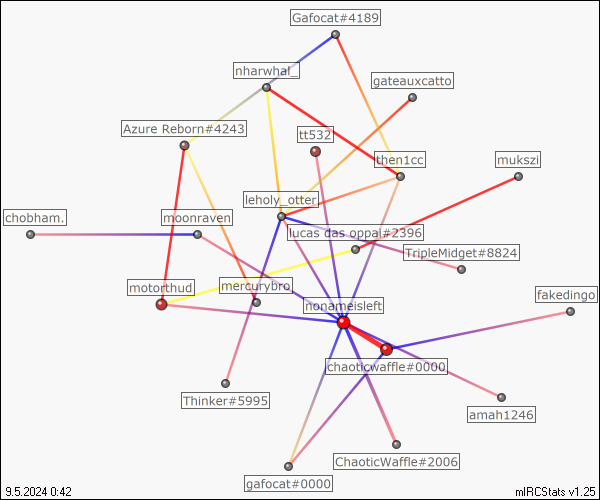 Gafocat#4189
nharwhal_
gateauxcatto
Azure Reborn#4243
tt532
then1cc
mukszi
leholy_otter
chobham.
moonraven
lucas das oppai#2396
TripleMidget#8824
motorthud
mercurybro
nonameisleft
fakedingo
chaoticwaffle#0000
Thinker#5995
amah1246
ChaoticWaffle#2006
gafocat#0000
9.5.2024 0:42
mIRCStats v1.25